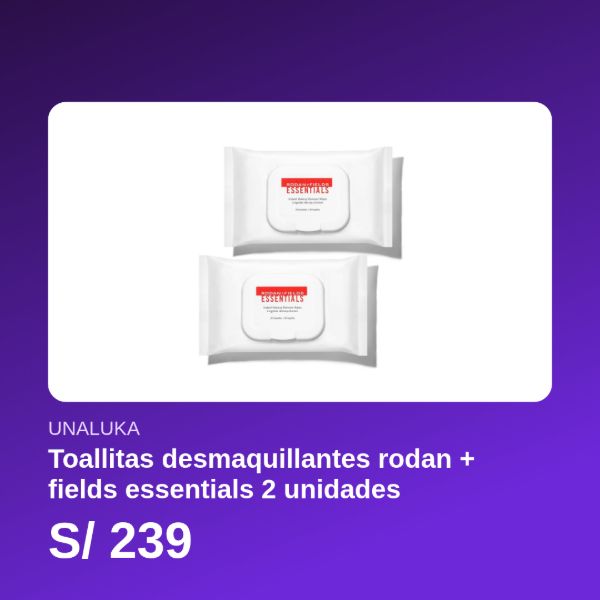 RODAN+FIELDS
ESSENTIALS
RODAN+FIELDS
ESSENTIALS
UNALUKA
Toallitas desmaquillantes rodan +
fields essentials 2 unidades
S/ 239